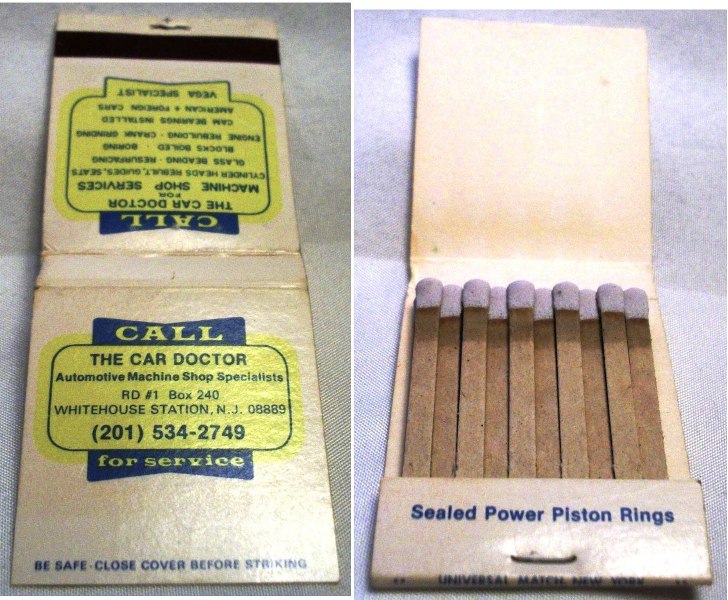 CALL
THE CAR DOCTOR
FOR
MACHINE SHOP SERVICES
CYLINDER HEADS REBUILT, GUIDES, SEATS
GLASS BEADING · RESURFACING
BLOCKS BOILED · BORING
ENGINE REBUILDING · CRANK GRINDING
CAM BEARINGS INSTALLED
AMERICAN + FOREIGN CARS
VEGA SPECIALIST
CALL
THE CAR DOCTOR
Automotive Machine Shop Specialists
RD #1 Box 240
WHITEHOUSE STATION, N.J. 08889
(201) 534-2749
for service
BE SAFE - CLOSE COVER BEFORE STRIKING
Sealed Power Piston Rings
UNIVERSAL MATCH, NEW YORK